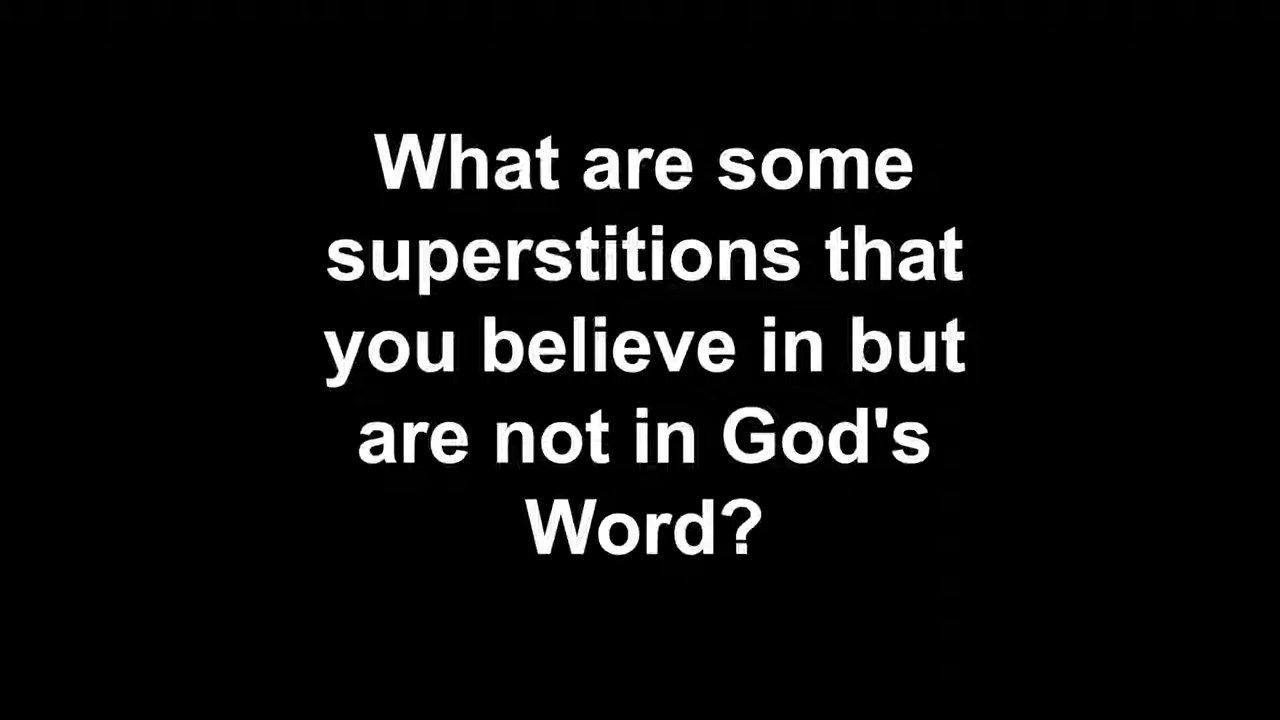 What are some
superstitions that
you believe in but
are not in God's
Word?